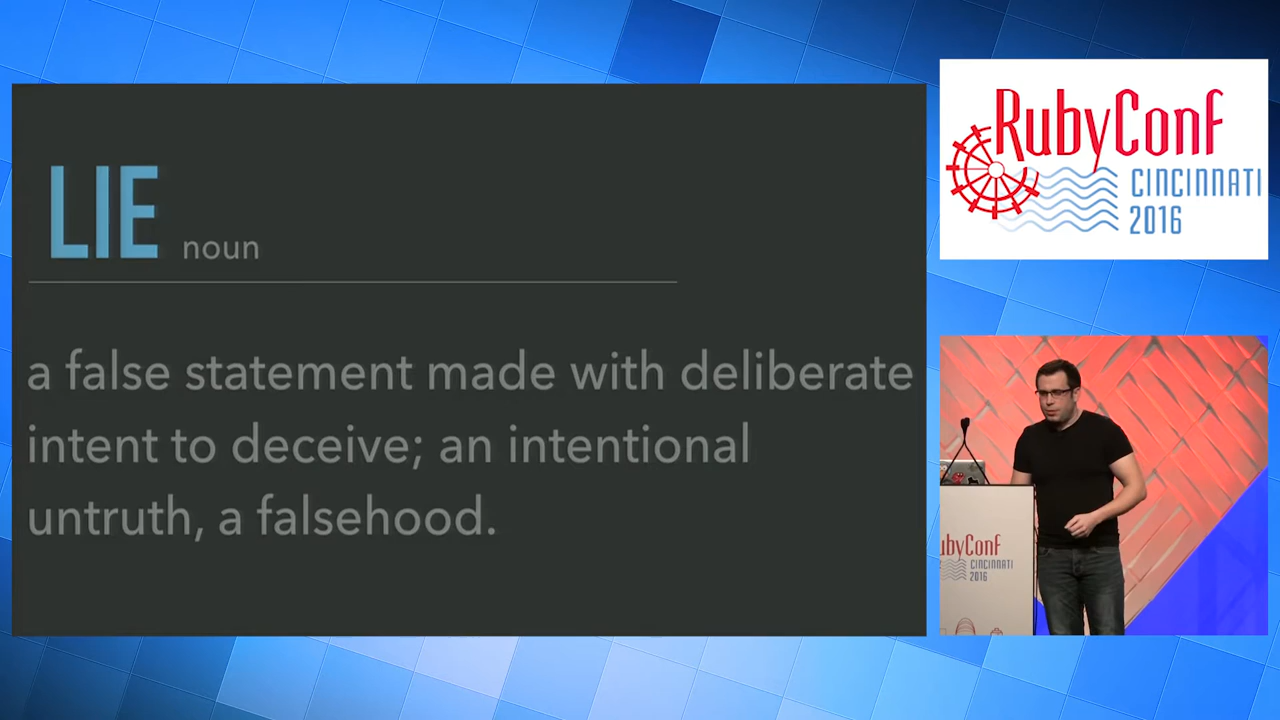 LIE noun
a false statement made with deliberate
intent to deceive; an intentional
untruth, a falsehood.
RubyConf
CINCINNATI
2016
ubyConf
CINCINNATI
2016